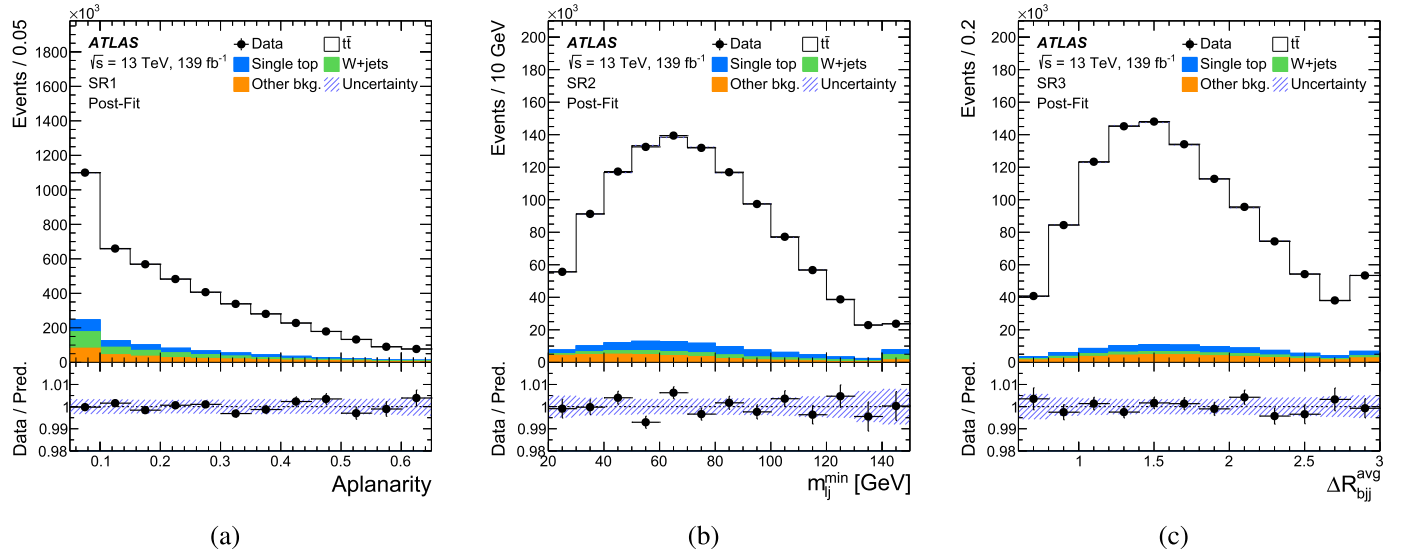 ×10³
Events / 0.05
1800
1600
1400
1200
1000
800
600
400
200
0
ATLAS
√s = 13 TeV, 139 fb⁻¹
SR1
Post-Fit
Data
tt̄
Single top
W+jets
Other bkg.
Uncertainty
Data / Pred.
1.01
1
0.99
0.98
0.1 0.2 0.3 0.4 0.5 0.6
Aplanarity
(a)
×10³
Events / 10 GeV
200
180
160
140
120
100
80
60
40
20
0
ATLAS
√s = 13 TeV, 139 fb⁻¹
SR2
Post-Fit
Data
tt̄
Single top
W+jets
Other bkg.
Uncertainty
Data / Pred.
1.01
1
0.99
0.98
20 40 60 80 100 120 140
m_lj^min [GeV]
(b)
×10³
Events / 0.2
200
180
160
140
120
100
80
60
40
20
0
ATLAS
√s = 13 TeV, 139 fb⁻¹
SR3
Post-Fit
Data
tt̄
Single top
W+jets
Other bkg.
Uncertainty
Data / Pred.
1.01
1
0.99
0.98
1 1.5 2 2.5 3
ΔR_bjj^avg
(c)